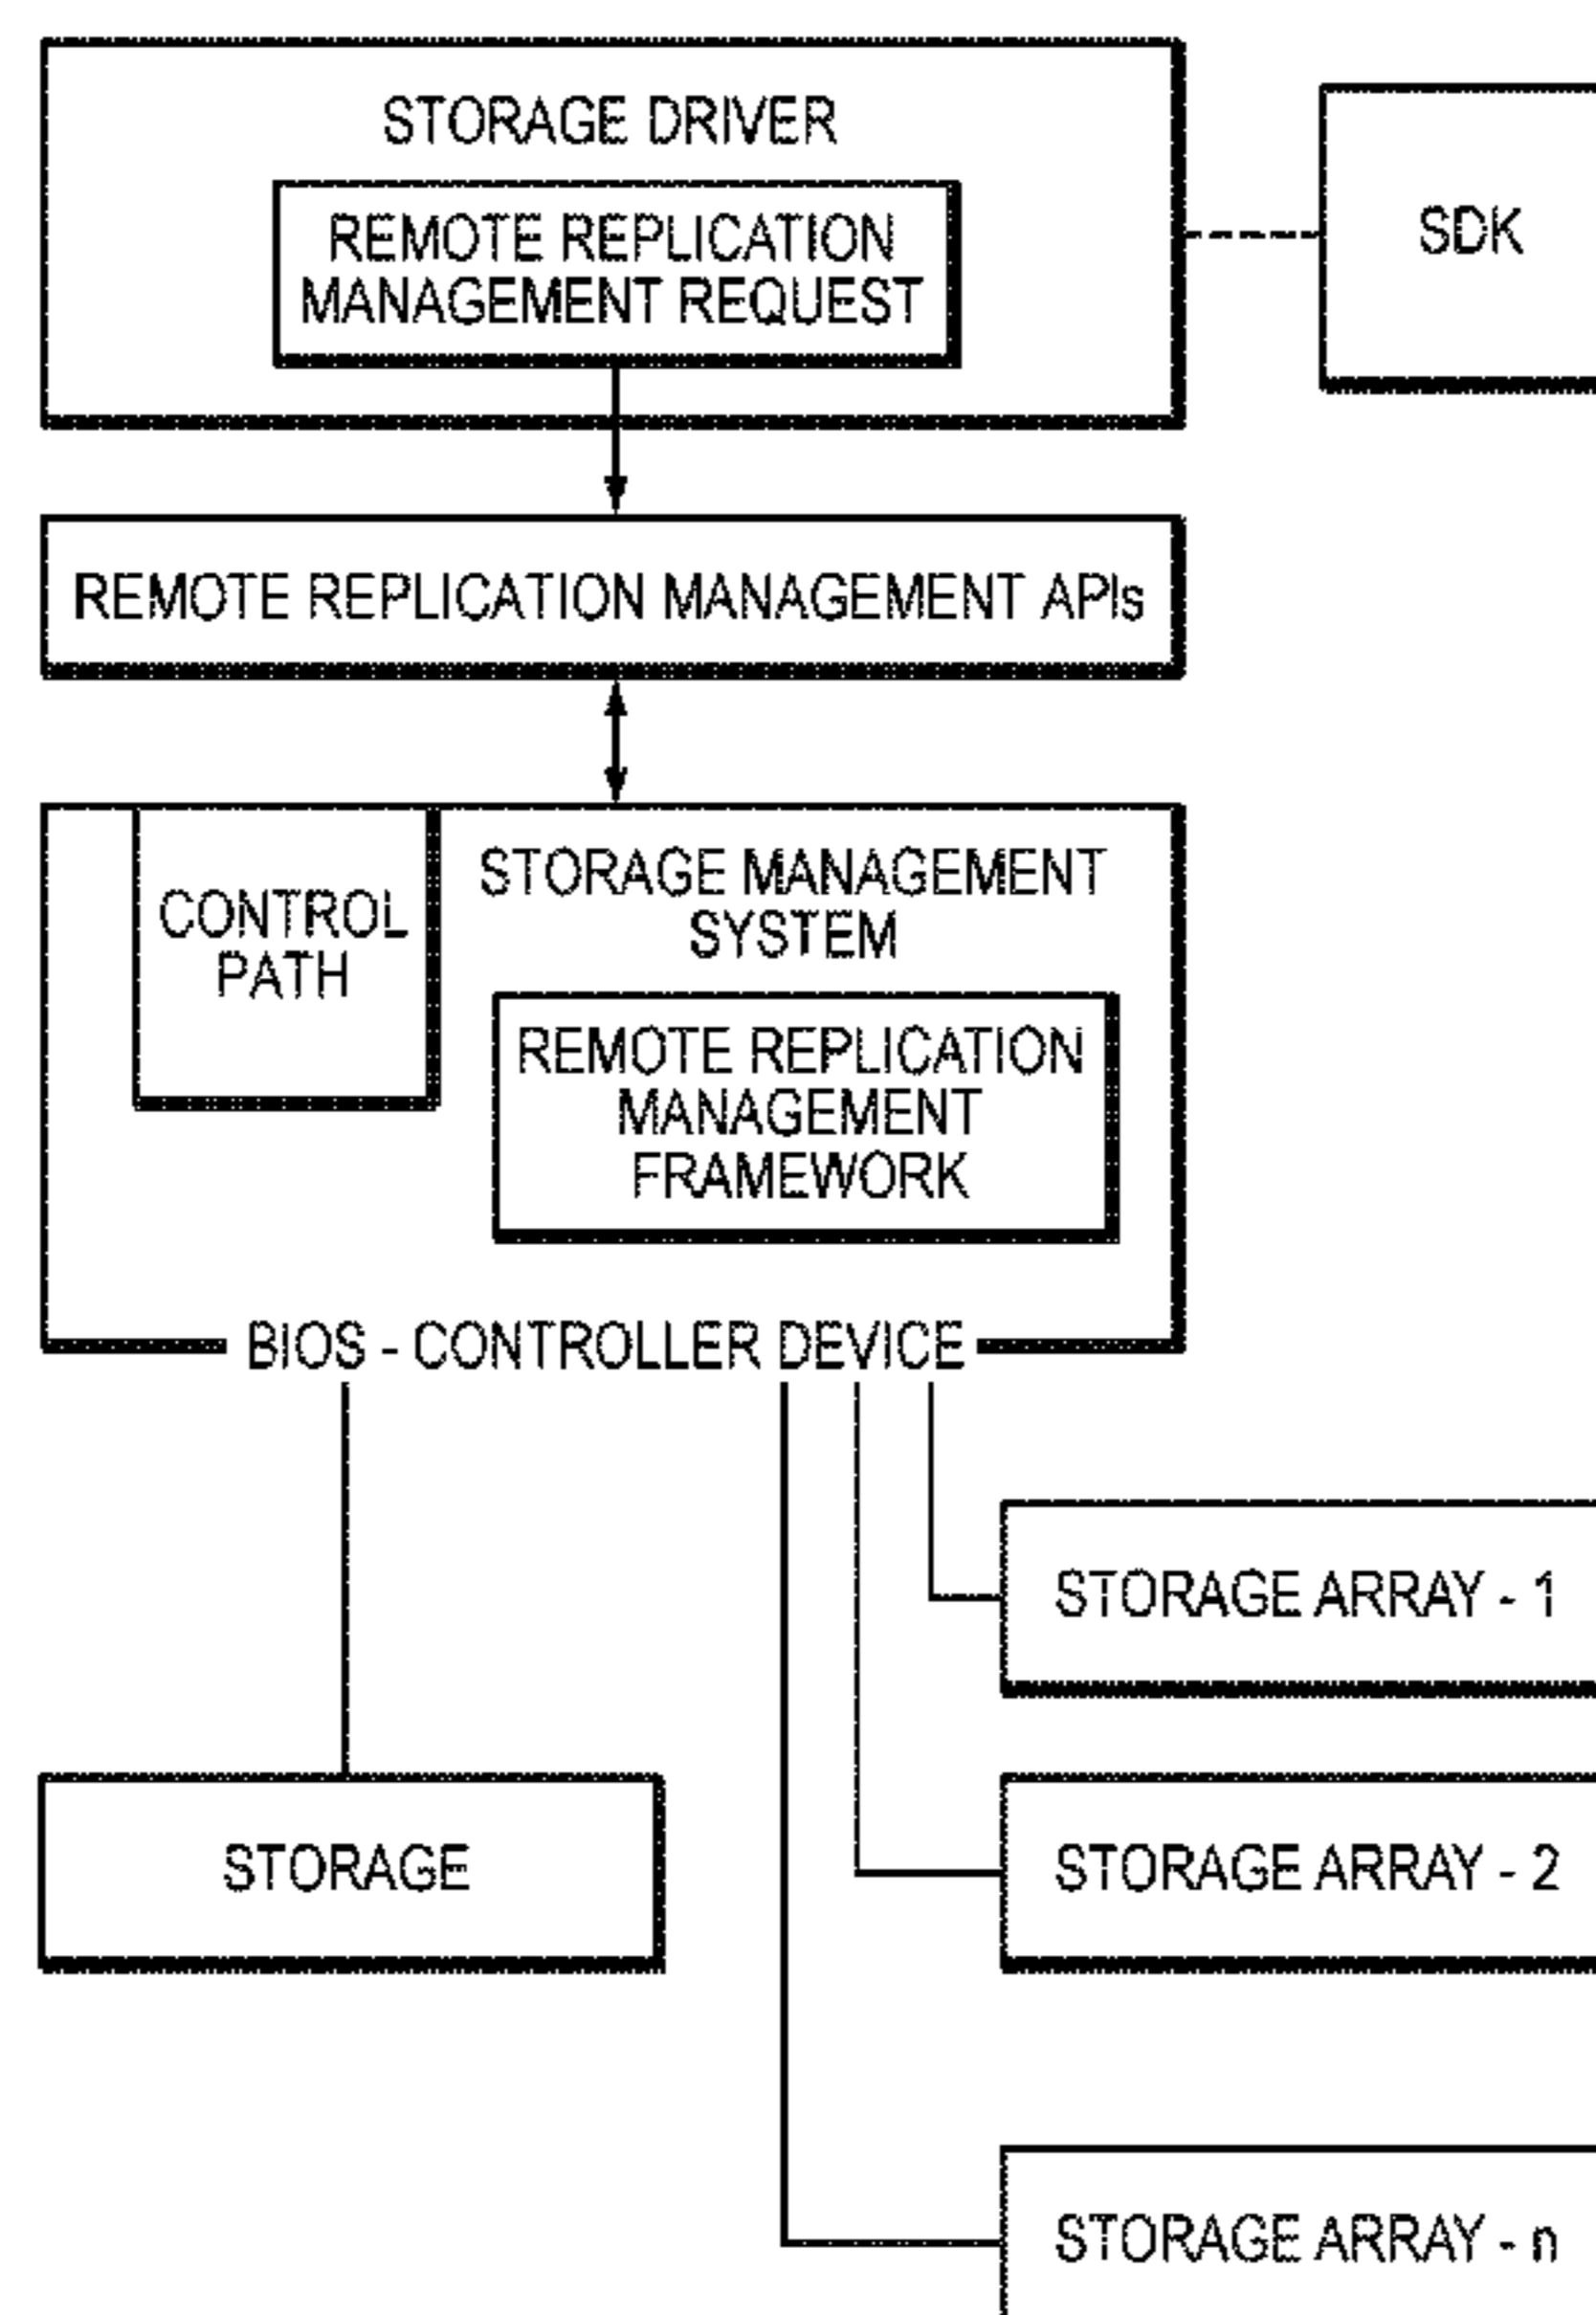 STORAGE DRIVER
REMOTE REPLICATION
MANAGEMENT REQUEST
SDK
REMOTE REPLICATION MANAGEMENT APIs
CONTROL
PATH
STORAGE MANAGEMENT
SYSTEM
REMOTE REPLICATION
MANAGEMENT
FRAMEWORK
BIOS - CONTROLLER DEVICE
STORAGE ARRAY - 1
STORAGE
STORAGE ARRAY - 2
STORAGE ARRAY - n